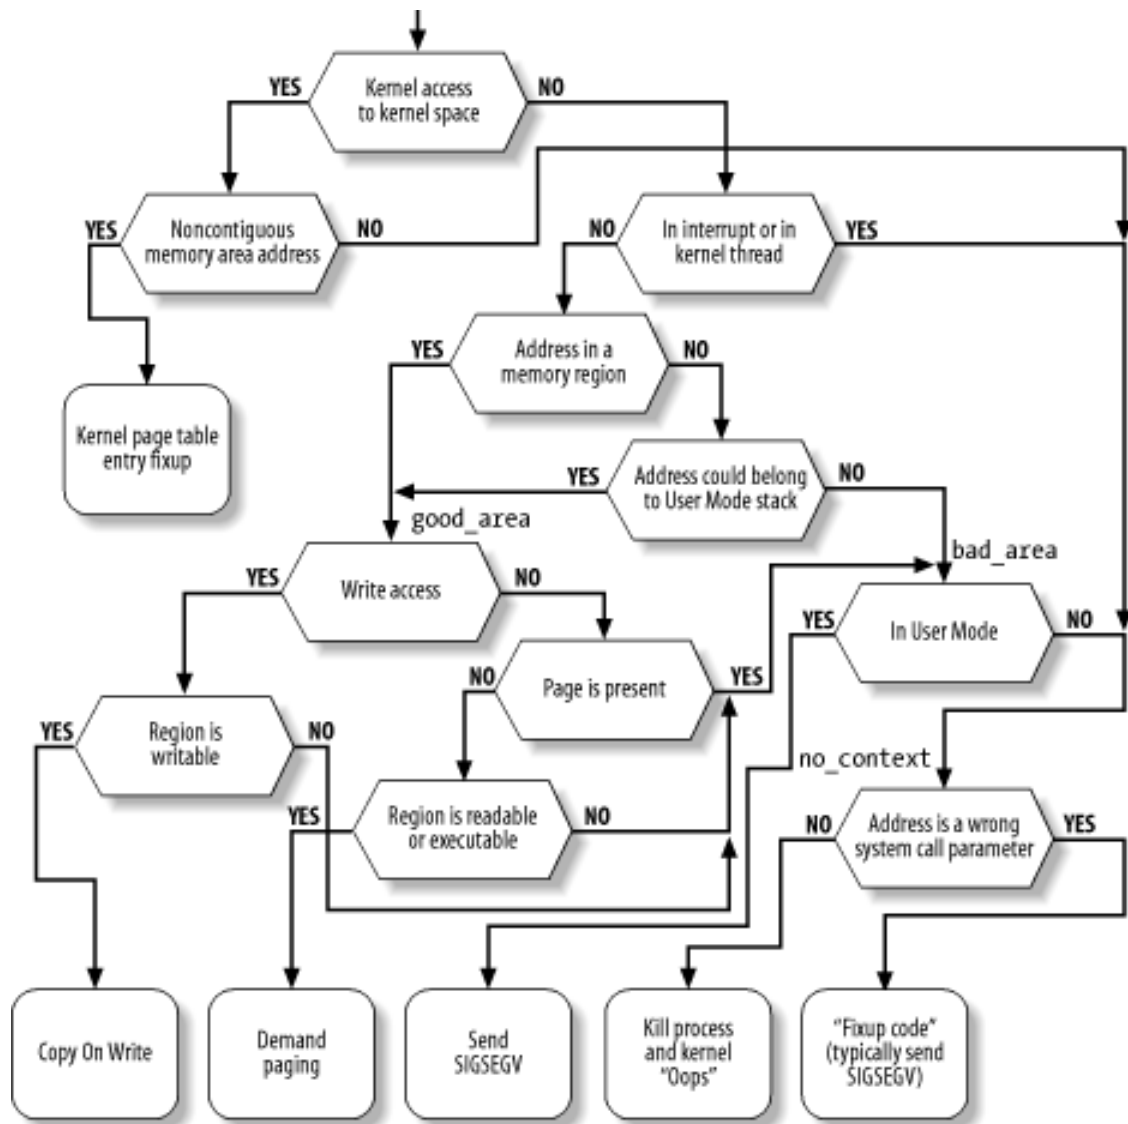 YES
Kernel access
to kernel space
NO
YES
Noncontiguous
memory area address
NO
NO
In interrupt or in
kernel thread
YES
YES
Address in a
memory region
NO
Kernel page table
entry fixup
YES
Address could belong
to User Mode stack
NO
good_area
bad_area
YES
Write access
NO
YES
In User Mode
NO
NO
Page is present
YES
YES
Region is
writable
NO
no_context
YES
Region is readable
or executable
NO
NO
Address is a wrong
system call parameter
YES
Copy On Write
Demand
paging
Send
SIGSEGV
Kill process
and kernel
“Oops”
“Fixup code”
(typically send
SIGSEGV)